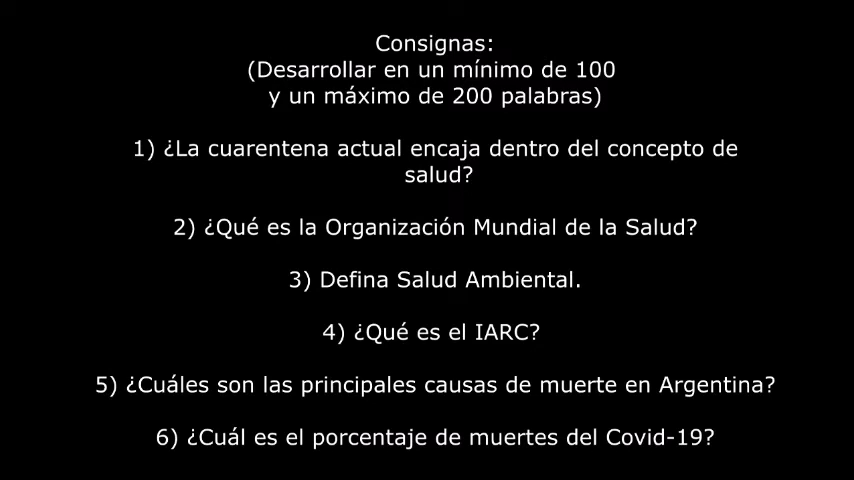 Consignas:
(Desarrollar en un mínimo de 100
y un máximo de 200 palabras)
1) ¿La cuarentena actual encaja dentro del concepto de
salud?
2) ¿Qué es la Organización Mundial de la Salud?
3) Defina Salud Ambiental.
4) ¿Qué es el IARC?
5) ¿Cuáles son las principales causas de muerte en Argentina?
6) ¿Cuál es el porcentaje de muertes del Covid-19?